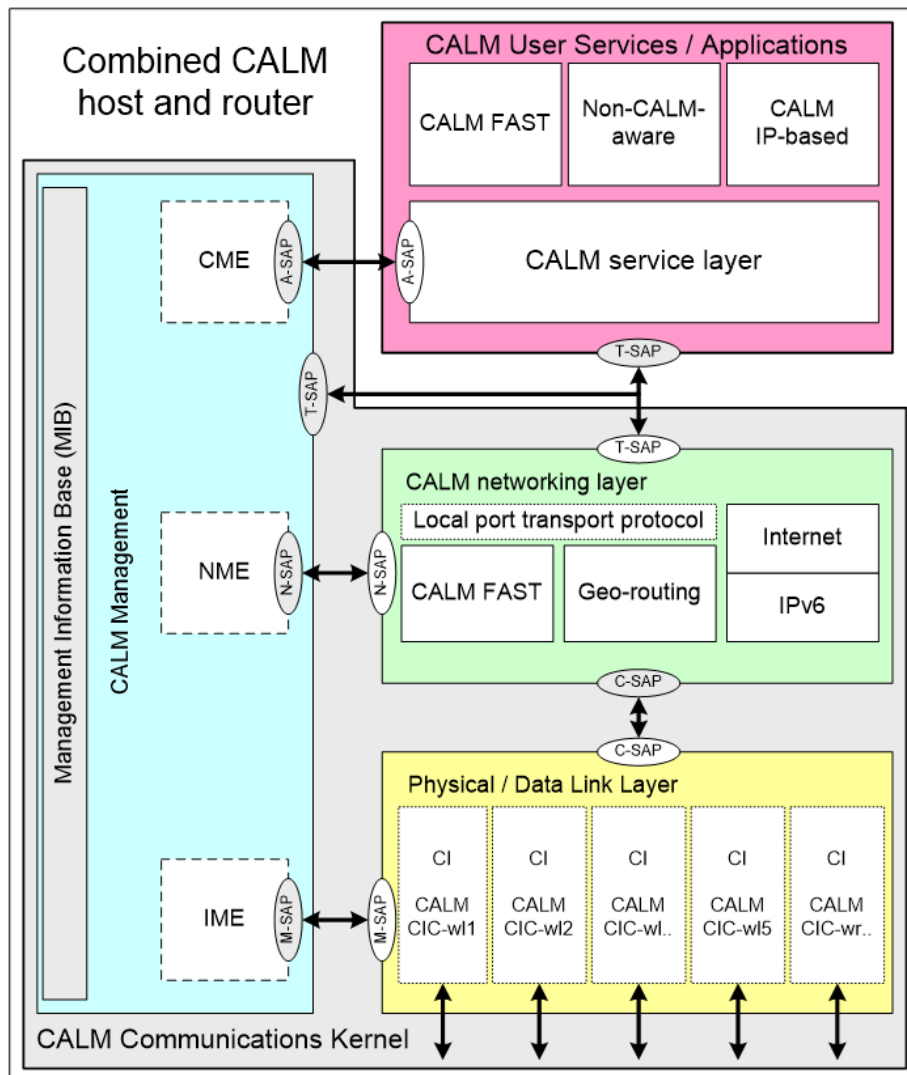 Combined CALM
host and router
CALM User Services / Applications
CALM FAST
Non-CALM-
aware
CALM
IP-based
CALM service layer
A-SAP
T-SAP
Management Information Base (MIB)
CALM Management
CME
A-SAP
T-SAP
NME
N-SAP
IME
M-SAP
T-SAP
CALM networking layer
Local port transport protocol
CALM FAST
Geo-routing
Internet
IPv6
N-SAP
C-SAP
C-SAP
Physical / Data Link Layer
M-SAP
CI
CALM
CIC-wl1
CI
CALM
CIC-wl2
CI
CALM
CIC-wl..
CI
CALM
CIC-wl5
CI
CALM
CIC-wr..
CALM Communications Kernel